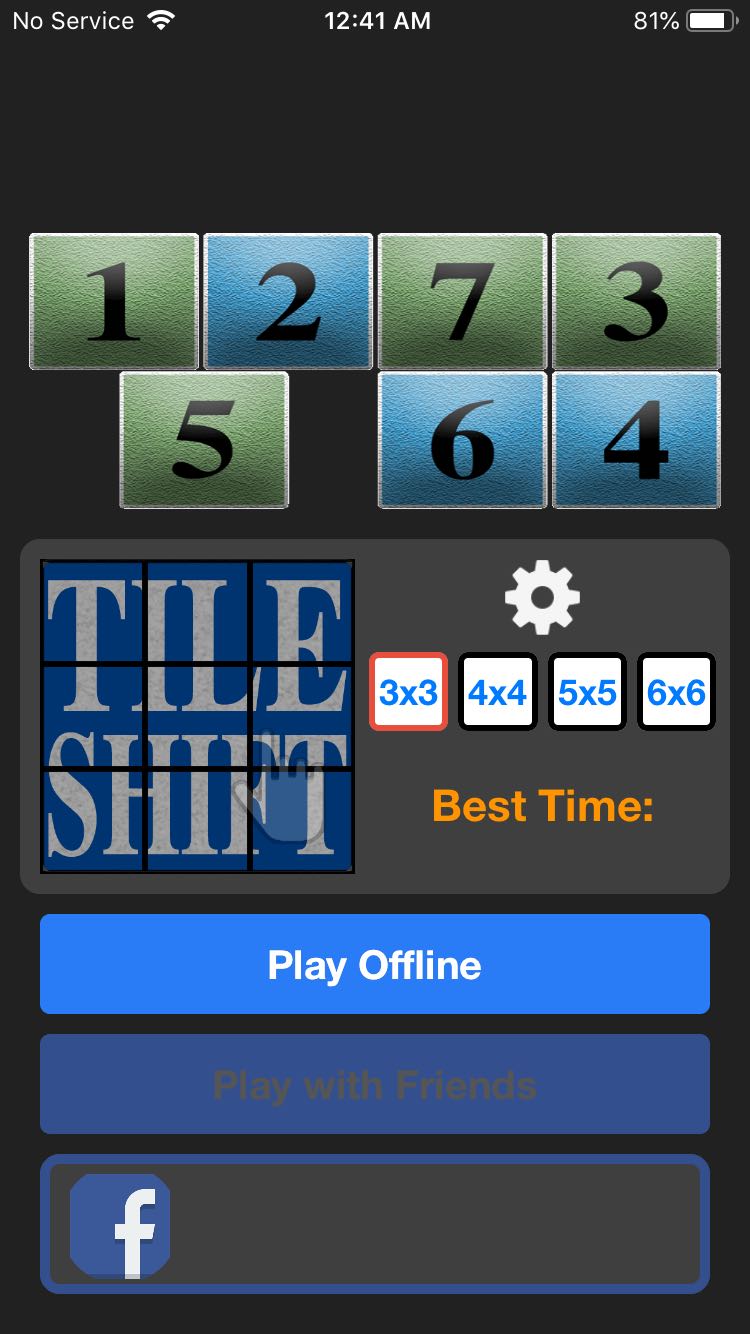 No Service 12:41 AM 81%
1 2 7 3
5 6 4
TILE
SHIFT
3x3 4x4 5x5 6x6
Best Time:
Play Offline
Play with Friends
f